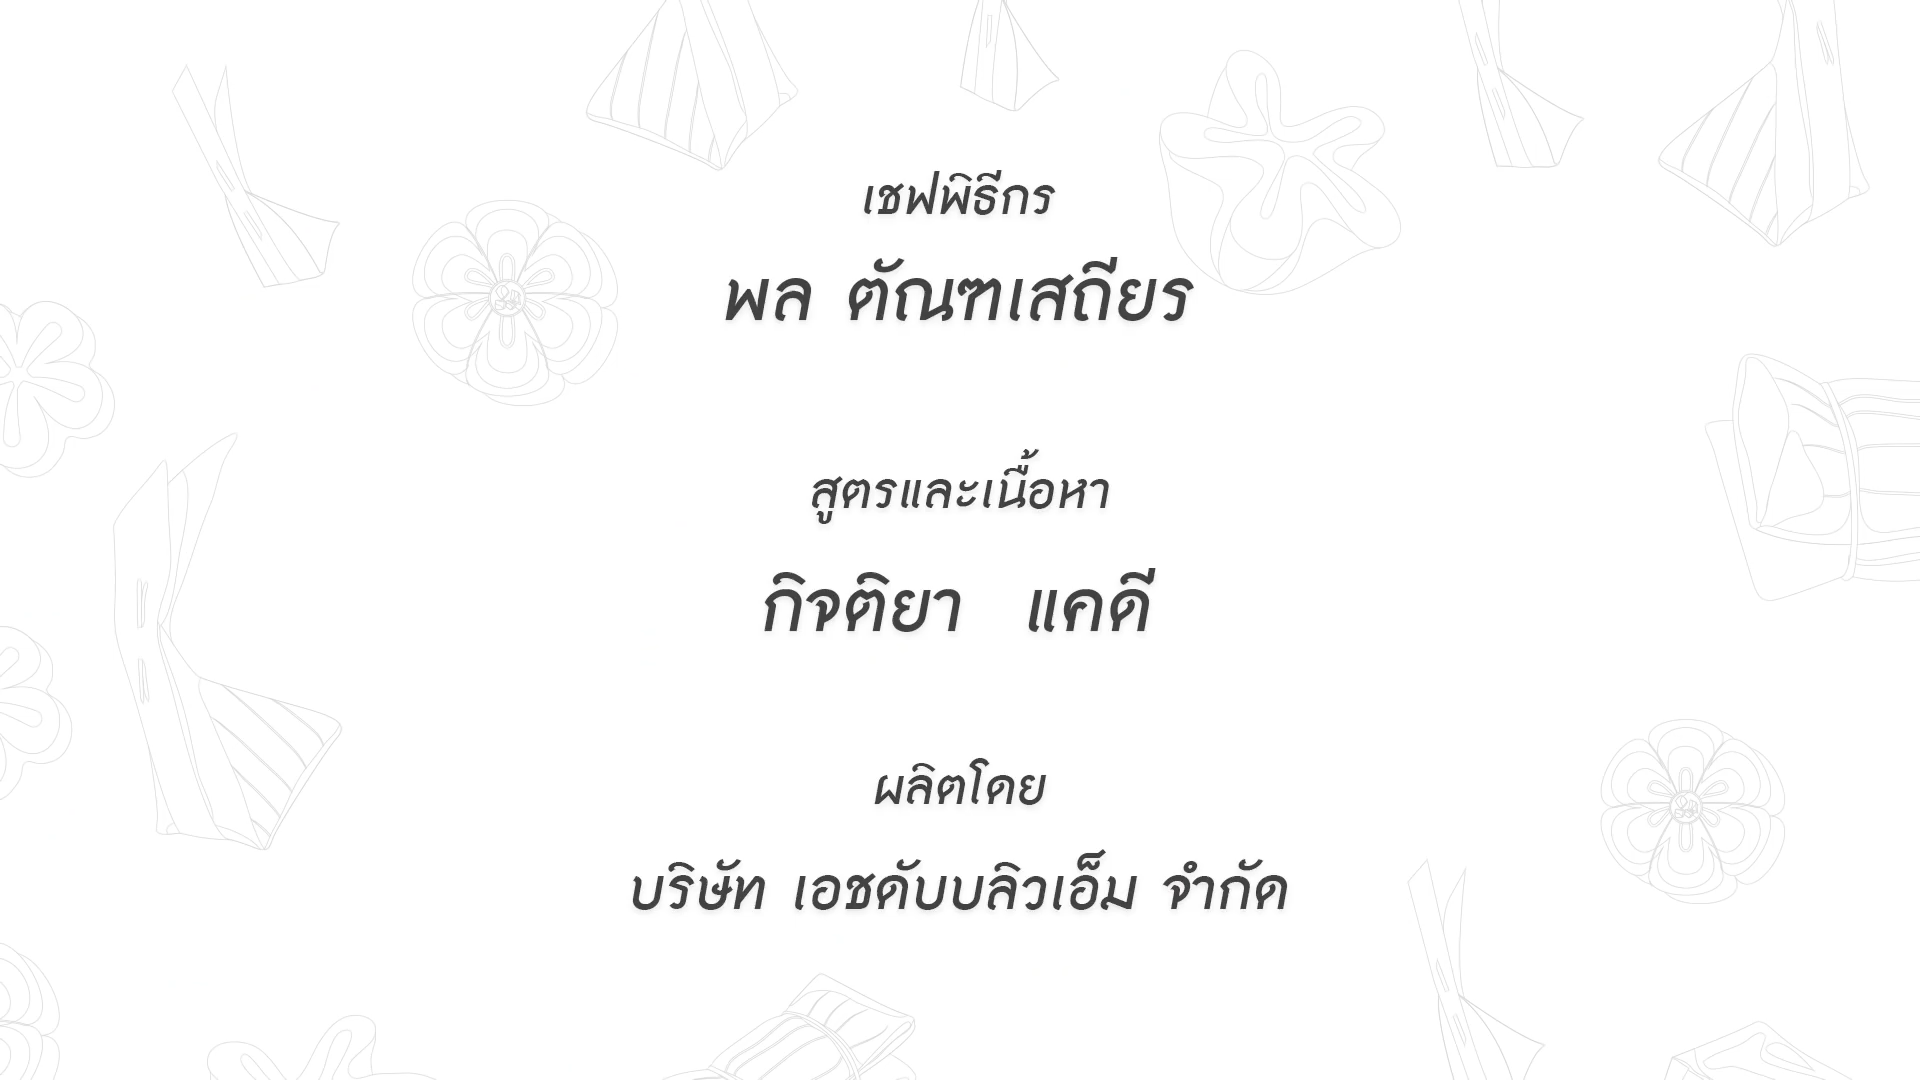 เชฟพิธีกร
พล ตัณฑเสถียร
สูตรและเนื้อหา
กิจติยา แคดี
ผลิตโดย
บริษัท เอชดับบลิวเอ็ม จำกัด